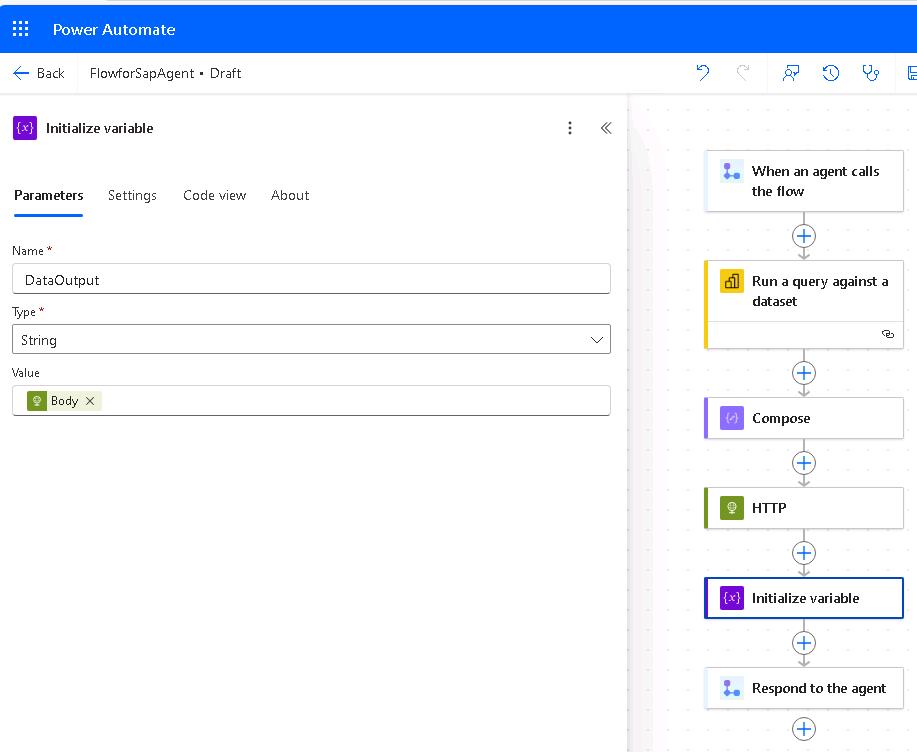 Power Automate
Back
FlowforSapAgent • Draft
{x} Initialize variable
Parameters Settings Code view About
Name *
DataOutput
Type *
String
Value
Body
When an agent calls
the flow
Run a query against a
dataset
Compose
HTTP
{x} Initialize variable
Respond to the agent